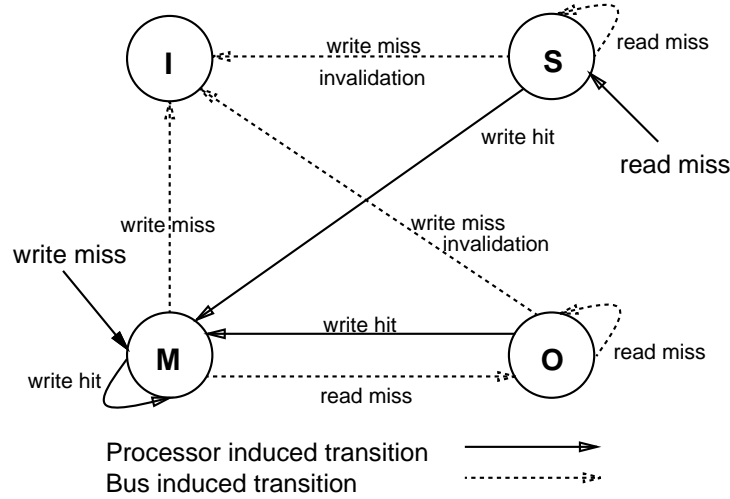 I
write miss
invalidation
S
read miss
write hit
read miss
write miss
write miss
invalidation
write miss
M
write hit
write hit
read miss
O
read miss
Processor induced transition
Bus induced transition